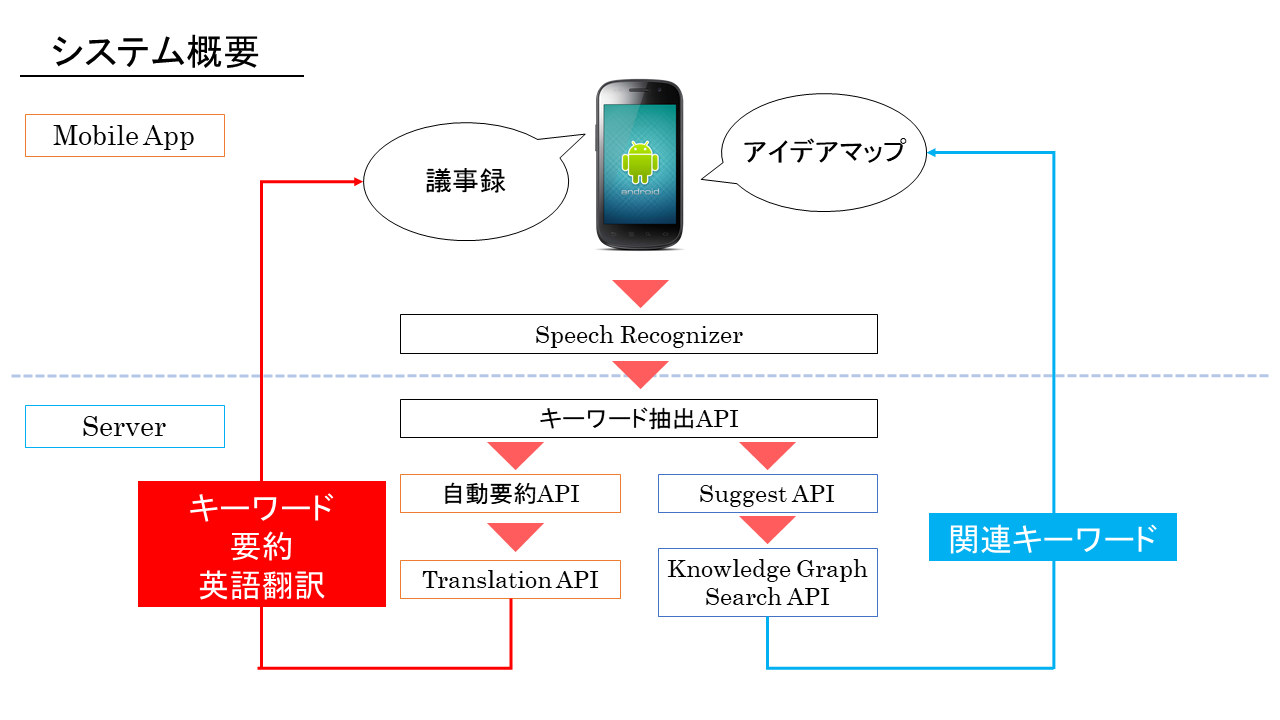 システム概要
Mobile App
議事録
アイデアマップ
android
Speech Recognizer
Server
キーワード抽出API
自動要約API
Suggest API
キーワード
要約
英語翻訳
関連キーワード
Translation API
Knowledge Graph
Search API